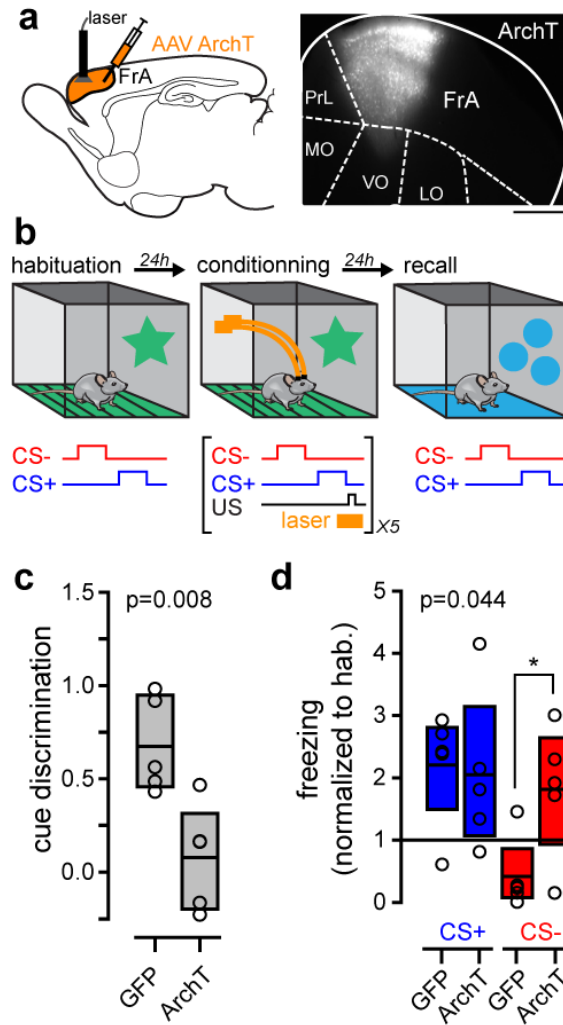 a
laser
AAV ArchT
FrA
ArchT
PrL
FrA
MO
VO
LO
b
habituation 24h conditionning 24h recall
CS- CS- CS-
CS+ CS+ CS+
US
laser X5
c
p=0.008
cue discrimination
1.5
1.0
0.5
0.0
GFP
ArchT
d
p=0.044
*
freezing
(normalized to hab.)
5
4
3
2
1
0
CS+ CS-
GFP
ArchT
GFP
ArchT